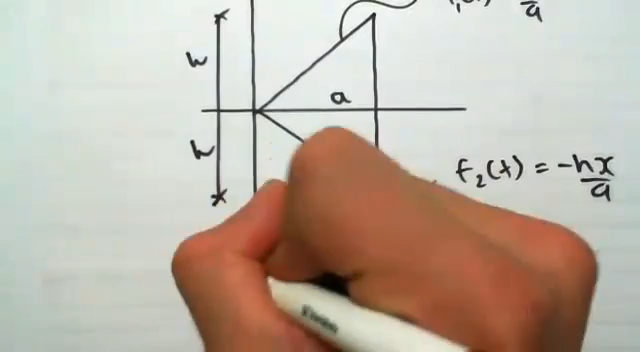 h
a
a
h
f₂(x) = -hx/a